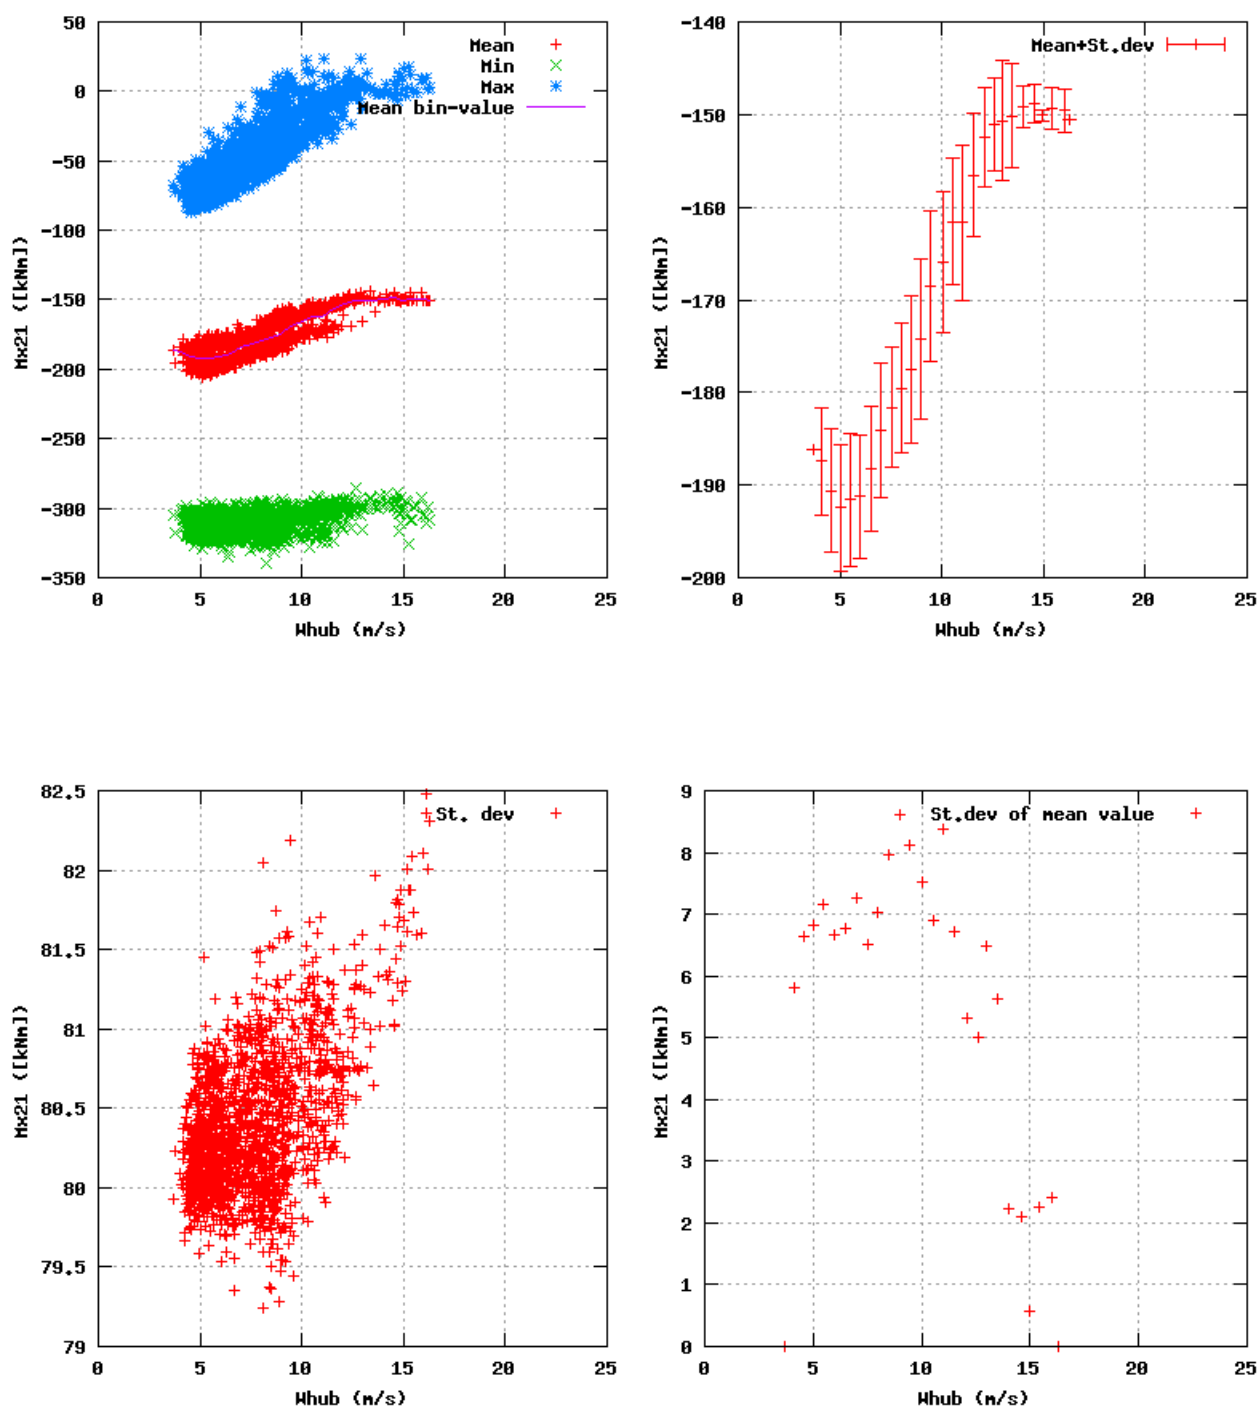 50
0
-50
-100
-150
-200
-250
-300
-350
0 5 10 15 20 25
Mx21 ([kNm])
Whub (m/s)
Mean
Min
Max
Mean bin-value
-140
-150
-160
-170
-180
-190
-200
0 5 10 15 20 25
Mx21 ([kNm])
Whub (m/s)
Mean+St.dev
82.5
82
81.5
81
80.5
80
79.5
79
0 5 10 15 20 25
Mx21 ([kNm])
Whub (m/s)
St. dev
9
8
7
6
5
4
3
2
1
0
0 5 10 15 20 25
Mx21 ([kNm])
Whub (m/s)
St.dev of mean value